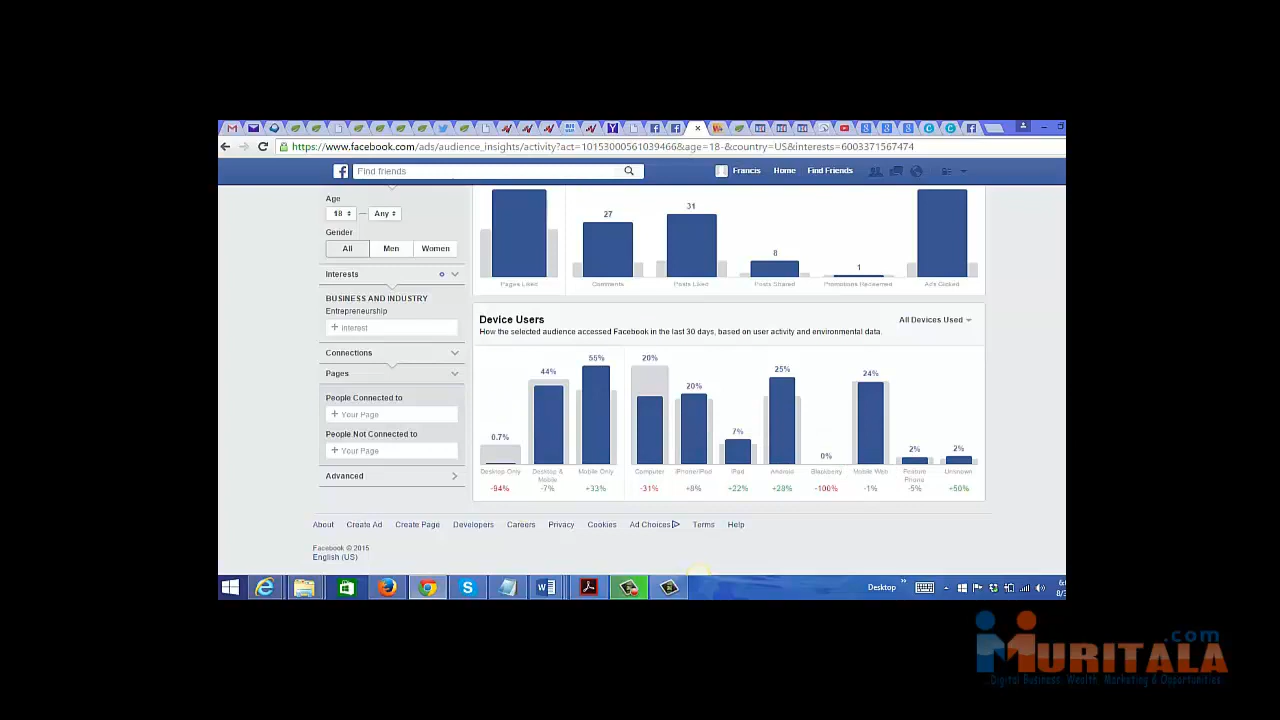 https://www.facebook.com/ads/audience_insights/activity?act=10153000561039466&age=18-&country=US&interests=6003371567474
Find friends
Francis Home Find Friends
Age
18 — Any
Gender
All Men Women
Interests
BUSINESS AND INDUSTRY
Entrepreneurship
+ Interest
Connections
Pages
People Connected to
+ Your Page
People Not Connected to
+ Your Page
Advanced
27 31 8 1
Pages Liked Comments Posts Liked Posts Shared Promotions Redeemed Ads Clicked
Device Users
All Devices Used
How the selected audience accessed Facebook in the last 30 days, based on user activity and environmental data.
0.7% 44% 55% 20% 20% 7% 25% 0% 24% 2% 2%
Desktop Only Desktop & Mobile Mobile Only Computer iPhone/iPod iPad Android Blackberry Mobile Web Feature Phone Unknown
-94% -7% +33% -31% +8% +22% +28% -100% -1% -5% +50%
About Create Ad Create Page Developers Careers Privacy Cookies Ad Choices Terms Help
Facebook © 2015
English (US)
Desktop
MURITALA
.com
Digital Business, Wealth, Marketing & Opportunities